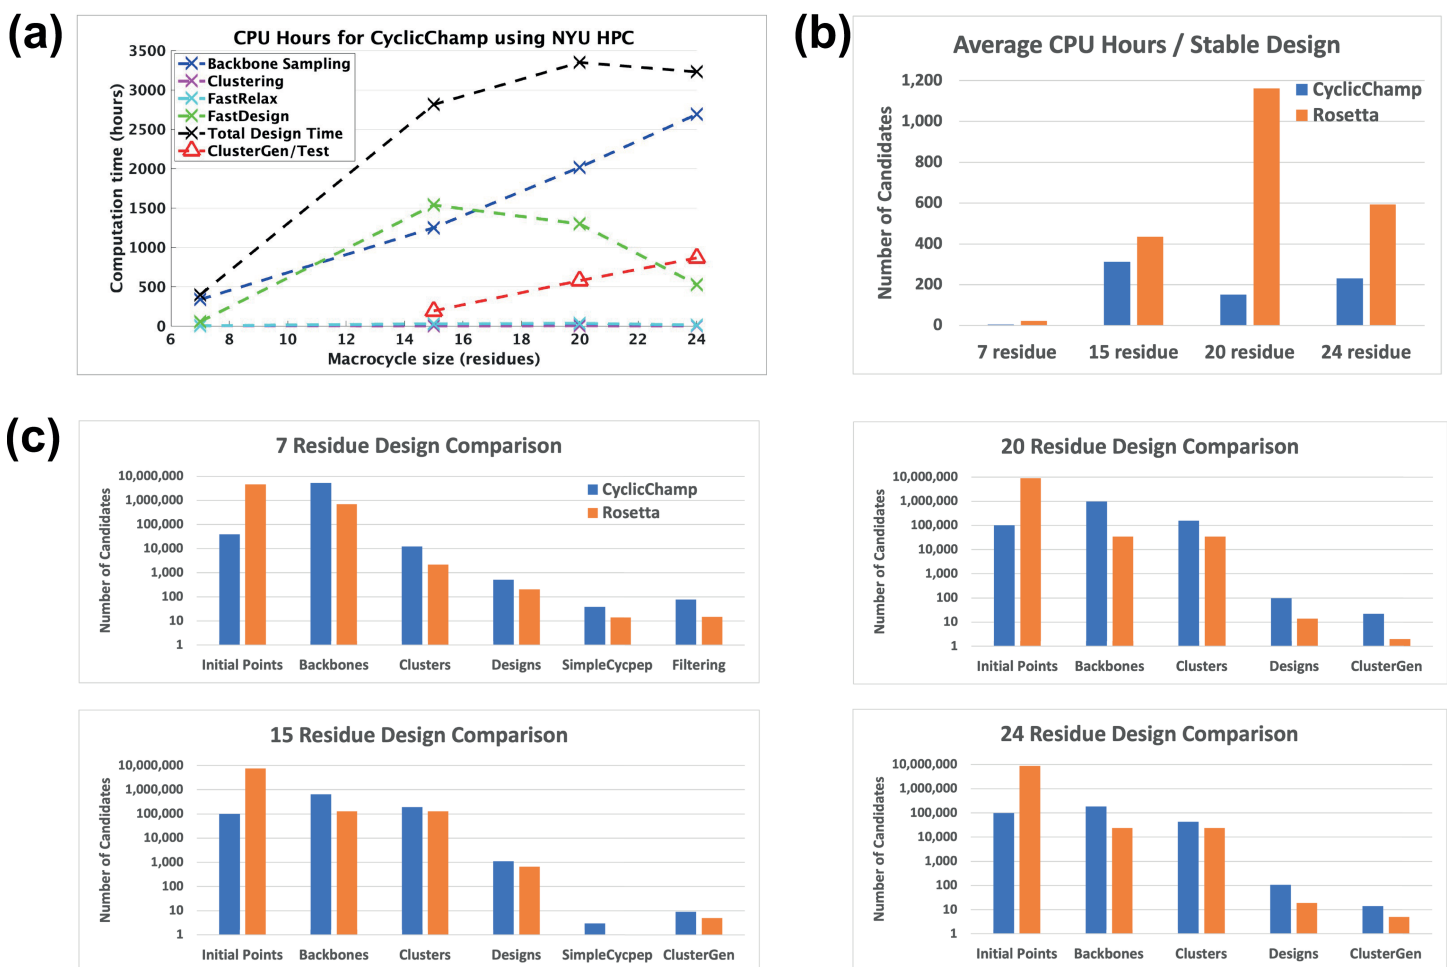 (a)
CPU Hours for CyclicChamp using NYU HPC
Computation time (hours)
3500
3000
2500
2000
1500
1000
500
0
Backbone Sampling
Clustering
FastRelax
FastDesign
Total Design Time
ClusterGen/Test
6 8 10 12 14 16 18 20 22 24
Macrocycle size (residues)
(b)
Average CPU Hours / Stable Design
Number of Candidates
1,200
1,000
800
600
400
200
0
CyclicChamp
Rosetta
7 residue 15 residue 20 residue 24 residue
(c)
7 Residue Design Comparison
Number of Candidates
10,000,000
1,000,000
100,000
10,000
1,000
100
10
1
CyclicChamp
Rosetta
Initial Points Backbones Clusters Designs SimpleCycpep Filtering
20 Residue Design Comparison
Number of Candidates
10,000,000
1,000,000
100,000
10,000
1,000
100
10
1
Initial Points Backbones Clusters Designs ClusterGen
15 Residue Design Comparison
Number of Candidates
10,000,000
1,000,000
100,000
10,000
1,000
100
10
1
Initial Points Backbones Clusters Designs SimpleCycpep ClusterGen
24 Residue Design Comparison
Number of Candidates
10,000,000
1,000,000
100,000
10,000
1,000
100
10
1
Initial Points Backbones Clusters Designs ClusterGen